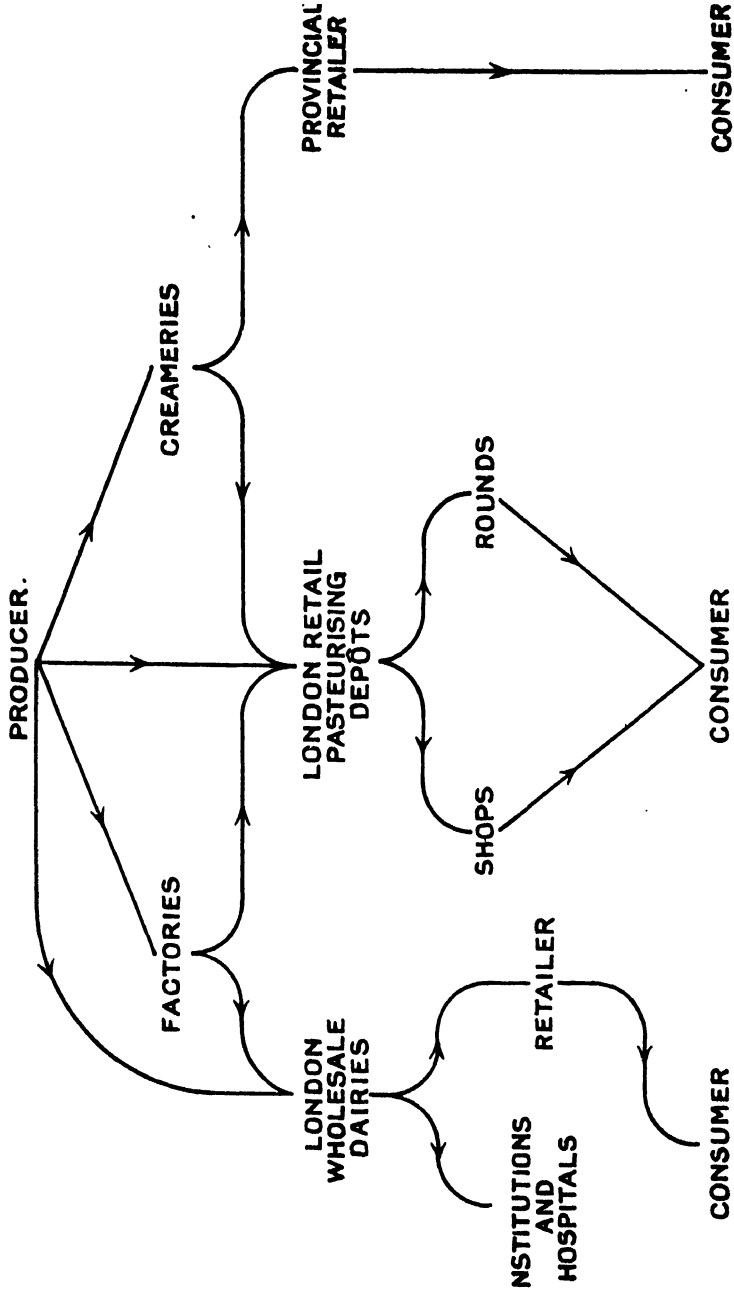 PRODUCER.
FACTORIES
CREAMERIES
LONDON
WHOLESALE
DAIRIES
LONDON RETAIL
PASTEURISING
DEPÔTS
PROVINCIAL
RETAILER
SHOPS
ROUNDS
NSTITUTIONS
AND
HOSPITALS
RETAILER
CONSUMER
CONSUMER
CONSUMER